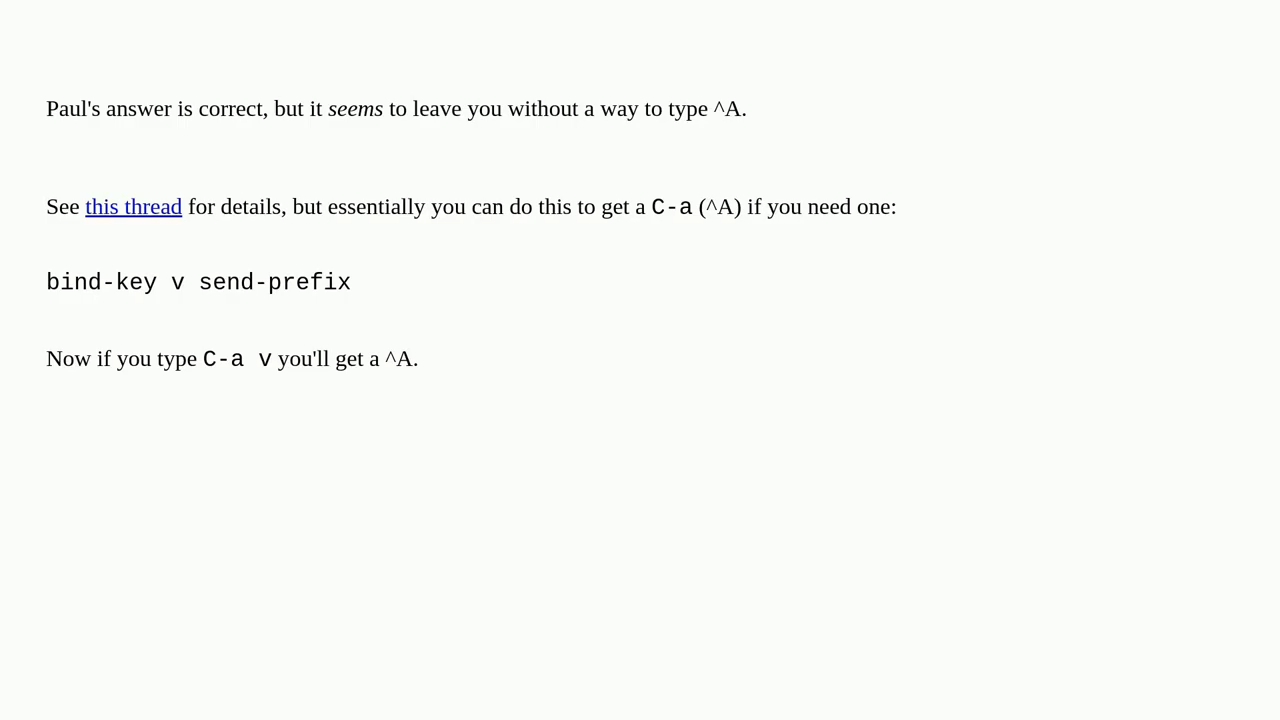 Paul's answer is correct, but it seems to leave you without a way to type ^A.
See this thread for details, but essentially you can do this to get a C-a (^A) if you need one:
bind-key v send-prefix
Now if you type C-a v you'll get a ^A.